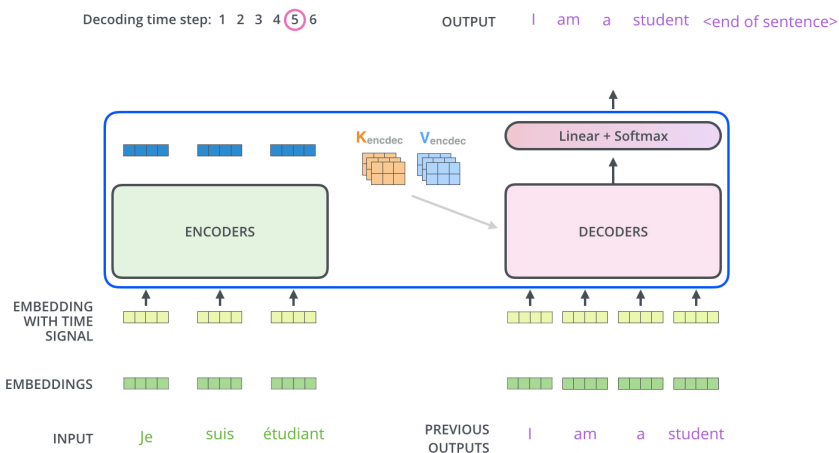 Decoding time step: 1 2 3 4 5 6
OUTPUT I am a student <end of sentence>
Kencdec Vencdec
Linear + Softmax
ENCODERS
DECODERS
EMBEDDING
WITH TIME
SIGNAL
EMBEDDINGS
INPUT Je suis étudiant
PREVIOUS
OUTPUTS
I am a student